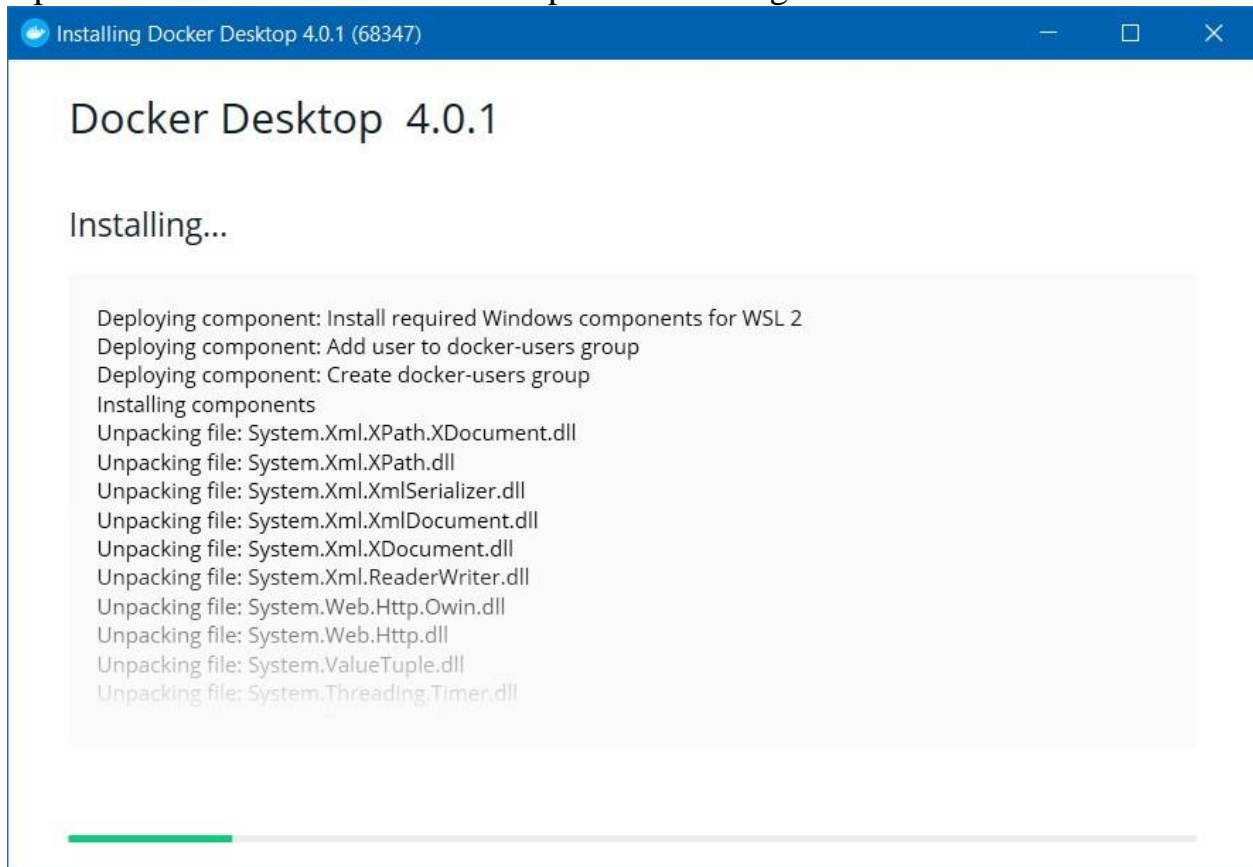 Installing Docker Desktop 4.0.1 (68347)
Docker Desktop 4.0.1
Installing...
Deploying component: Install required Windows components for WSL 2
Deploying component: Add user to docker-users group
Deploying component: Create docker-users group
Installing components
Unpacking file: System.Xml.XPath.XDocument.dll
Unpacking file: System.Xml.XPath.dll
Unpacking file: System.Xml.XmlSerializer.dll
Unpacking file: System.Xml.XmlDocument.dll
Unpacking file: System.Xml.XDocument.dll
Unpacking file: System.Xml.ReaderWriter.dll
Unpacking file: System.Web.Http.Owin.dll
Unpacking file: System.Web.Http.dll
Unpacking file: System.ValueTuple.dll
Unpacking file: System.Threading.Timer.dll